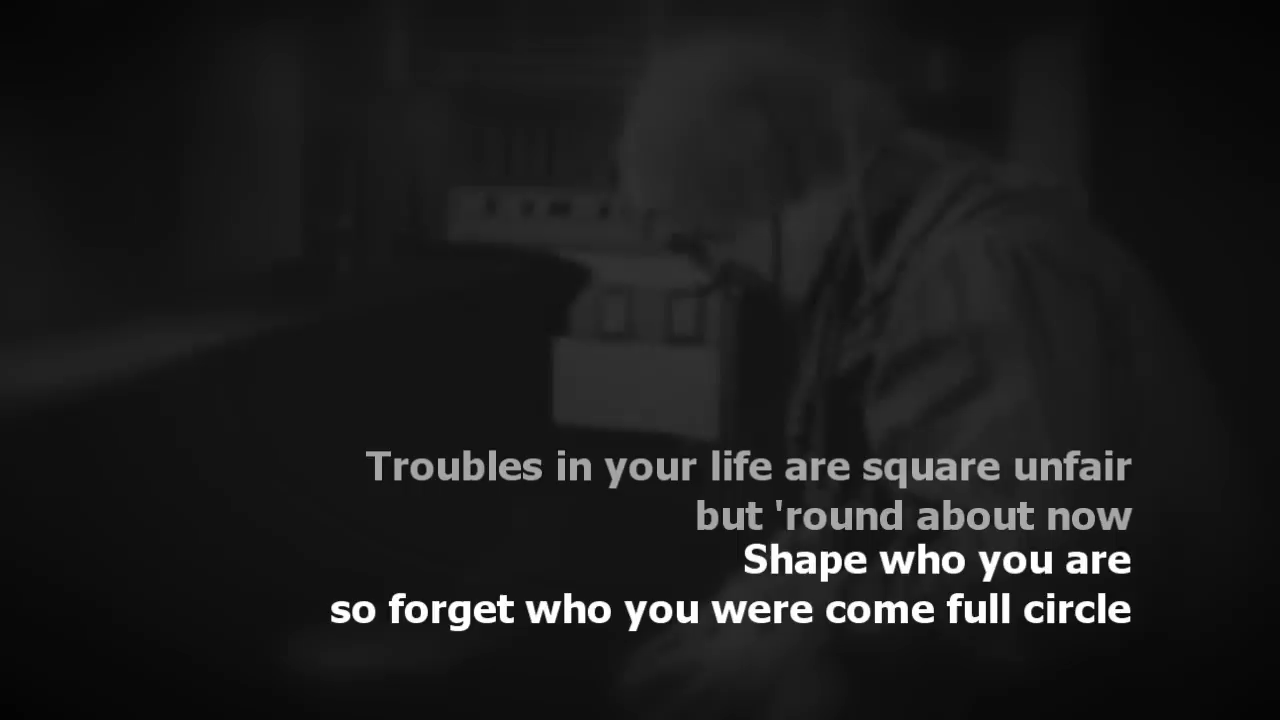 Troubles in your life are square unfair
but 'round about now
Shape who you are
so forget who you were come full circle